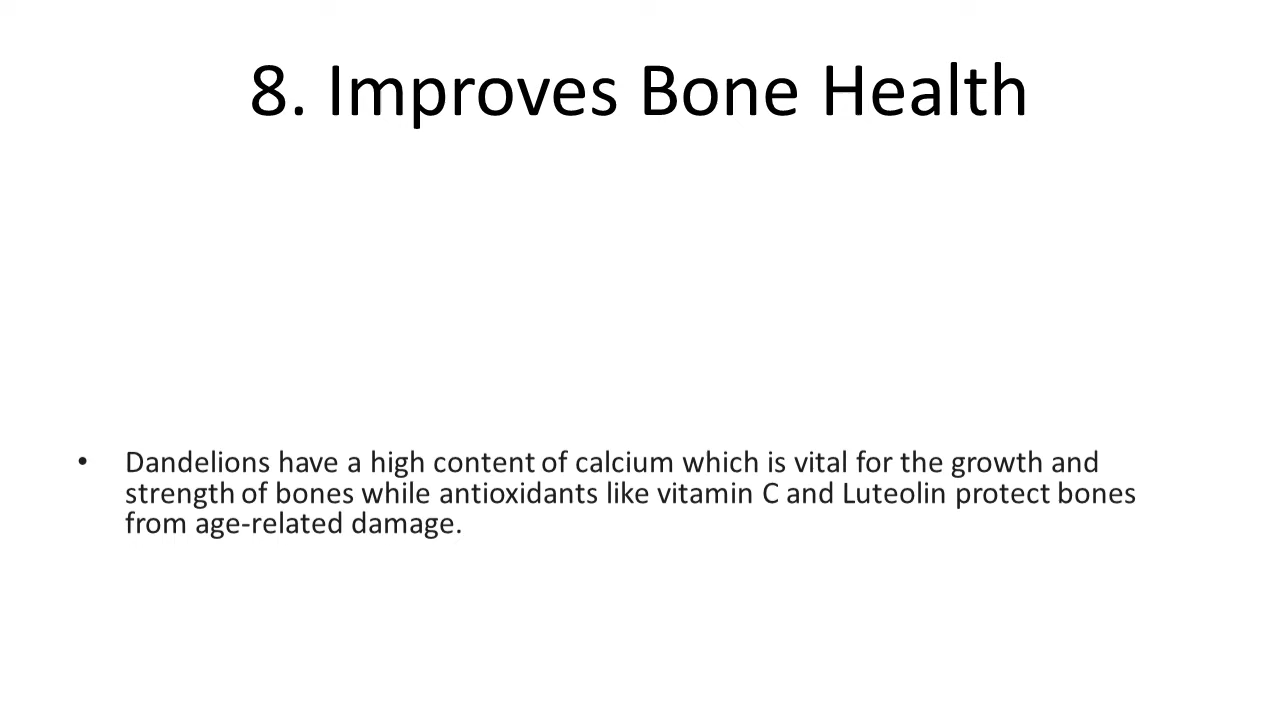 8. Improves Bone Health
• Dandelions have a high content of calcium which is vital for the growth and
strength of bones while antioxidants like vitamin C and Luteolin protect bones
from age-related damage.